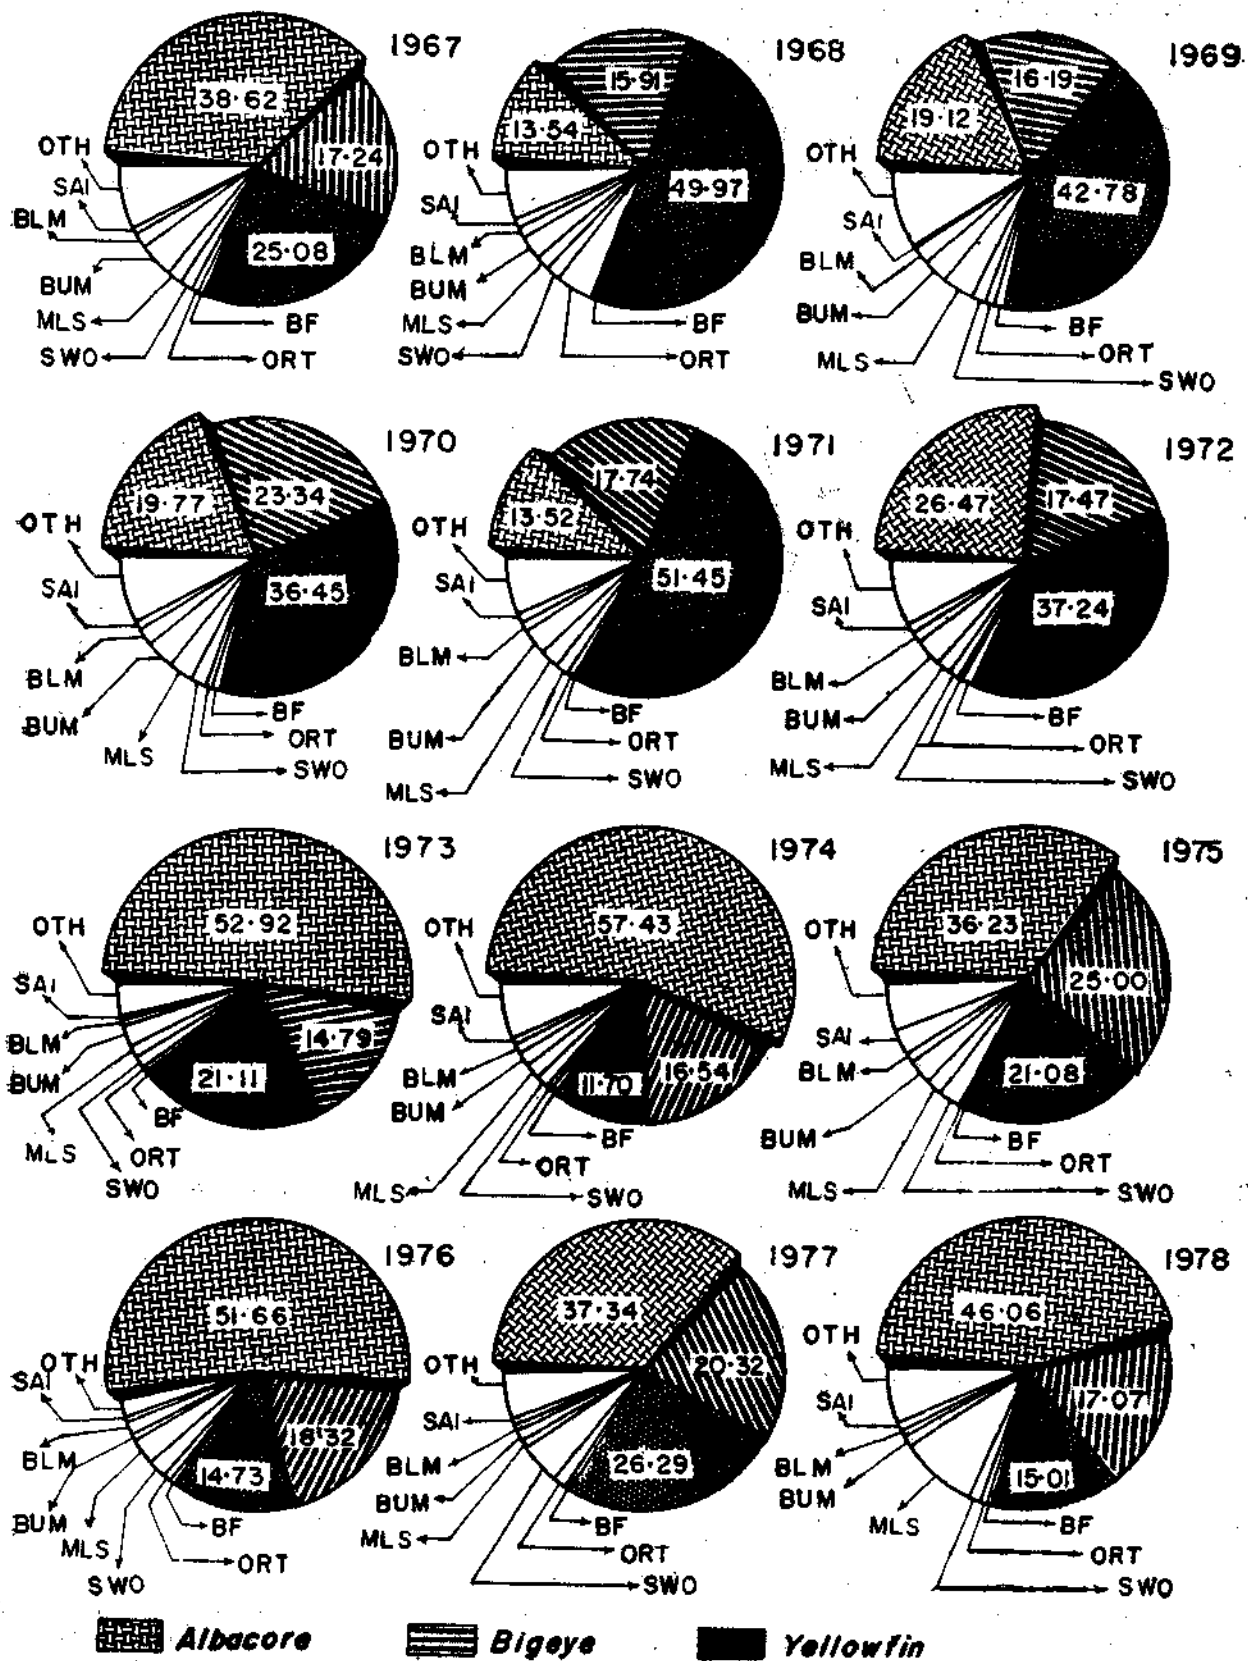 1967
38·62
17·24
25·08
OTH
SAI
BLM
BUM
MLS
SWO
BF
ORT
1968
15·91
13·54
49·97
OTH
SAI
BLM
BUM
MLS
SWO
BF
ORT
1969
16·19
19·12
42·78
OTH
SAI
BLM
BUM
MLS
BF
ORT
SWO
1970
19·77
23·34
36·45
OTH
SAI
BLM
BUM
MLS
BF
ORT
SWO
1971
17·74
13·52
51·45
OTH
SAI
BLM
BUM
MLS
BF
ORT
SWO
1972
26·47
17·47
37·24
OTH
SAI
BLM
BUM
MLS
BF
ORT
SWO
1973
52·92
14·79
21·11
OTH
SAI
BLM
BUM
MLS
SWO
ORT
BF
1974
57·43
16·54
11·70
OTH
SAI
BLM
BUM
MLS
BF
ORT
SWO
1975
36·23
25·00
21·08
OTH
SAI
BLM
BUM
MLS
BF
ORT
SWO
1976
51·66
18·32
14·73
OTH
SAI
BLM
BUM
MLS
SWO
BF
ORT
1977
37·34
20·32
26·29
OTH
SAI
BLM
BUM
MLS
BF
ORT
SWO
1978
46·06
17·07
15·01
OTH
SAI
BLM
BUM
MLS
BF
ORT
SWO
Albacore Bigeye Yellowfin